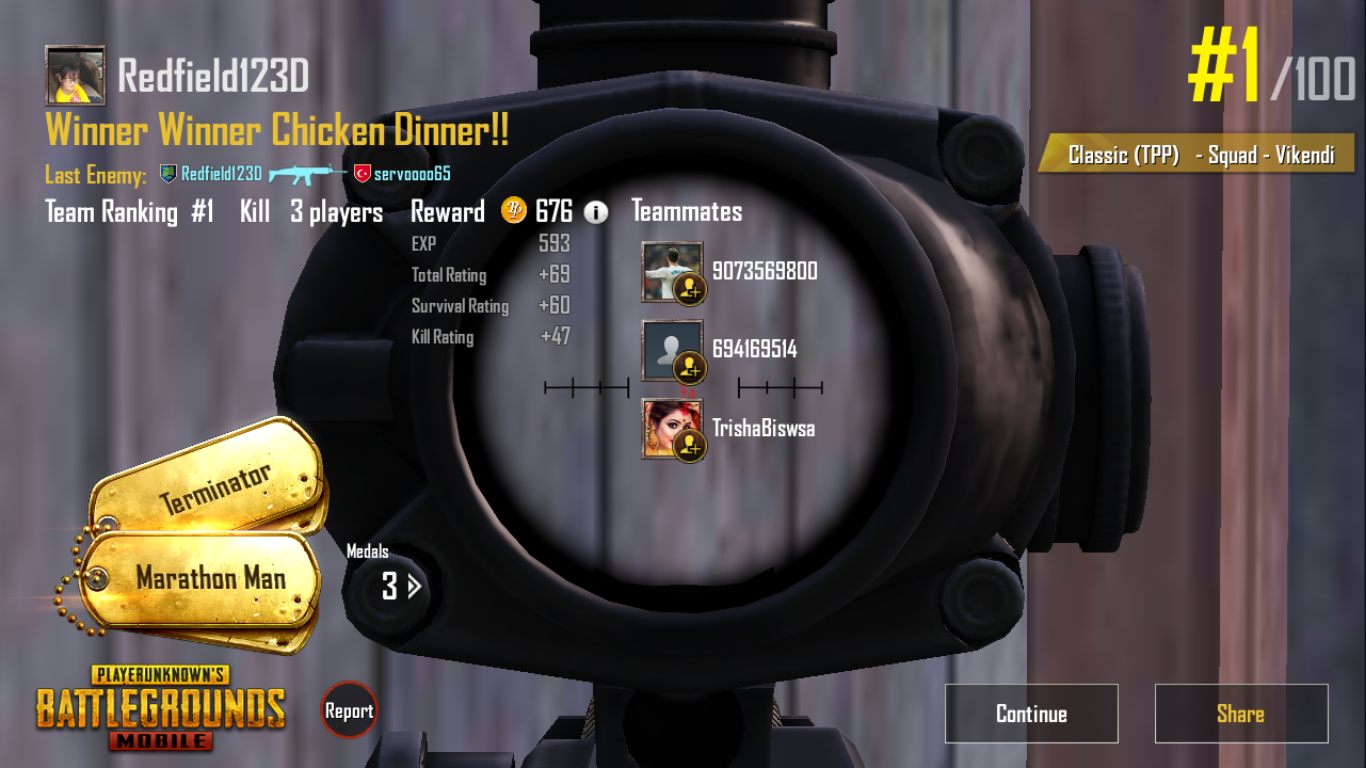 Redfield123D
#1/100
Winner Winner Chicken Dinner!!
Classic (TPP) - Squad - Vikendi
Last Enemy: Redfield123D servoooo65
Team Ranking #1 Kill 3 players Reward 676 Teammates
EXP 593
Total Rating +69
Survival Rating +60
Kill Rating +47
9073569800
694169514
TrishaBiswsa
Terminator
Marathon Man
Medals
3
PLAYERUNKNOWN'S
BATTLEGROUNDS
MOBILE
Report
Continue
Share